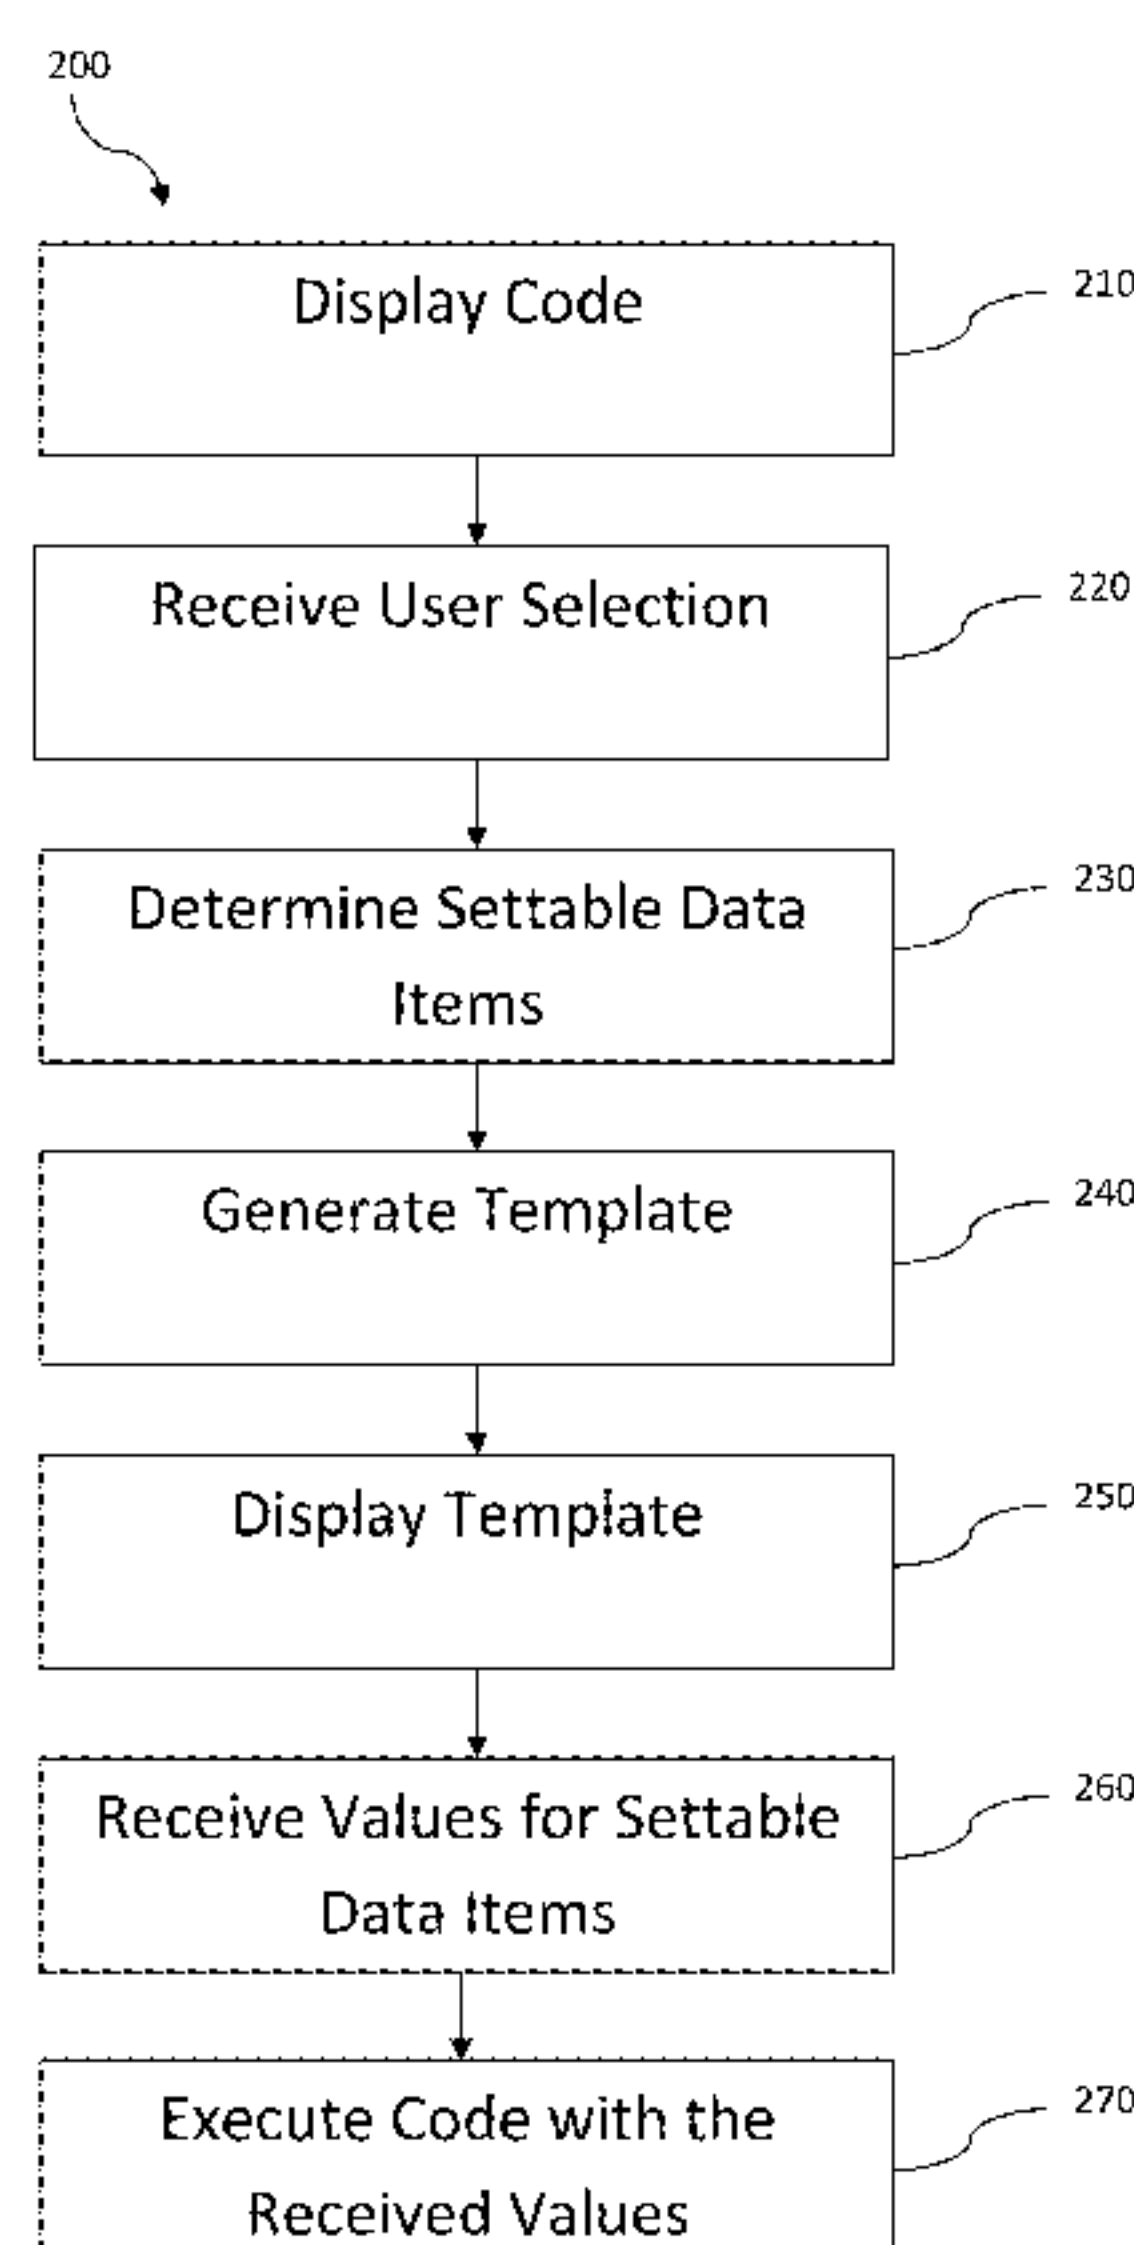 200
Display Code
210
Receive User Selection
220
Determine Settable Data
Items
230
Generate Template
240
Display Template
250
Receive Values for Settable
Data Items
260
Execute Code with the
Received Values
270